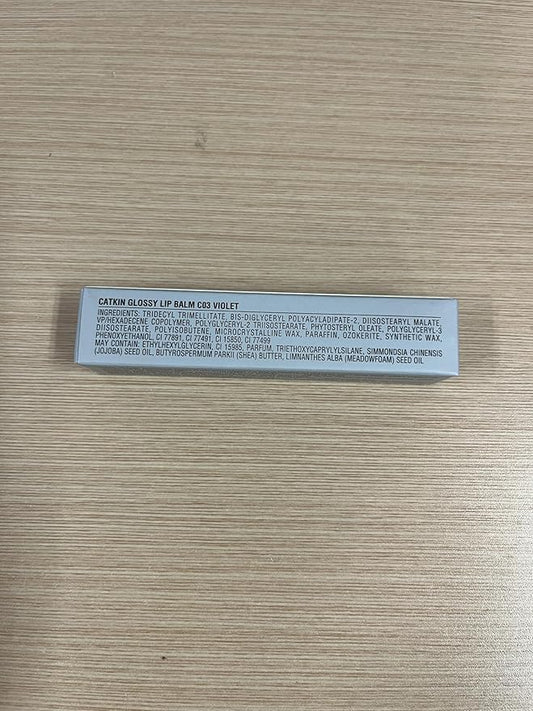 CATKIN GLOSSY LIP BALM C03 VIOLET
INGREDIENTS: TRIDECYL TRIMELLITATE, BIS-DIGLYCERYL POLYACYLADIPATE-2, DIISOSTEARYL MALATE,
VP/HEXADECENE COPOLYMER, POLYGLYCERYL-2 TRIISOSTEARATE, PHYTOSTERYL OLEATE, POLYGLYCERYL-3
DIISOSTEARATE, POLYISOBUTENE, MICROCRYSTALLINE WAX, PARAFFIN, OZOKERITE, SYNTHETIC WAX,
PHENOXYETHANOL, CI 77891, CI 77491, CI 15850, CI 77499
MAY CONTAIN: ETHYLHEXYLGLYCERIN, CI 15985, PARFUM, TRIETHOXYCAPRYLYLSILANE, SIMMONDSIA CHINENSIS
(JOJOBA) SEED OIL, BUTYROSPERMUM PARKII (SHEA) BUTTER, LIMNANTHES ALBA (MEADOWFOAM) SEED OIL